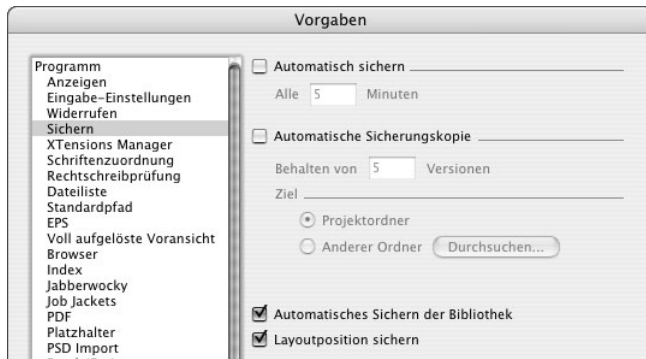 Vorgaben
Programm
Anzeigen
Eingabe-Einstellungen
Widerrufen
Sichern
XTensions Manager
Schriftenzuordnung
Rechtschreibprüfung
Dateiliste
Standardpfad
EPS
Voll aufgelöste Voransicht
Browser
Index
Jabberwocky
Job Jackets
PDF
Platzhalter
PSD Import
Automatisch sichern
Alle 5 Minuten
Automatische Sicherungskopie
Behalten von 5 Versionen
Ziel
Projektordner
Anderer Ordner Durchsuchen...
Automatisches Sichern der Bibliothek
Layoutposition sichern